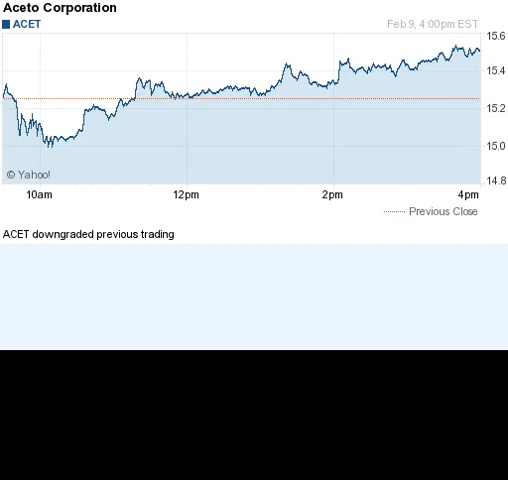 Aceto Corporation
ACET
Feb 9, 4:00pm EST
15.6
15.4
15.2
15.0
14.8
© Yahoo!
10am 12pm 2pm 4pm
Previous Close
ACET downgraded previous trading